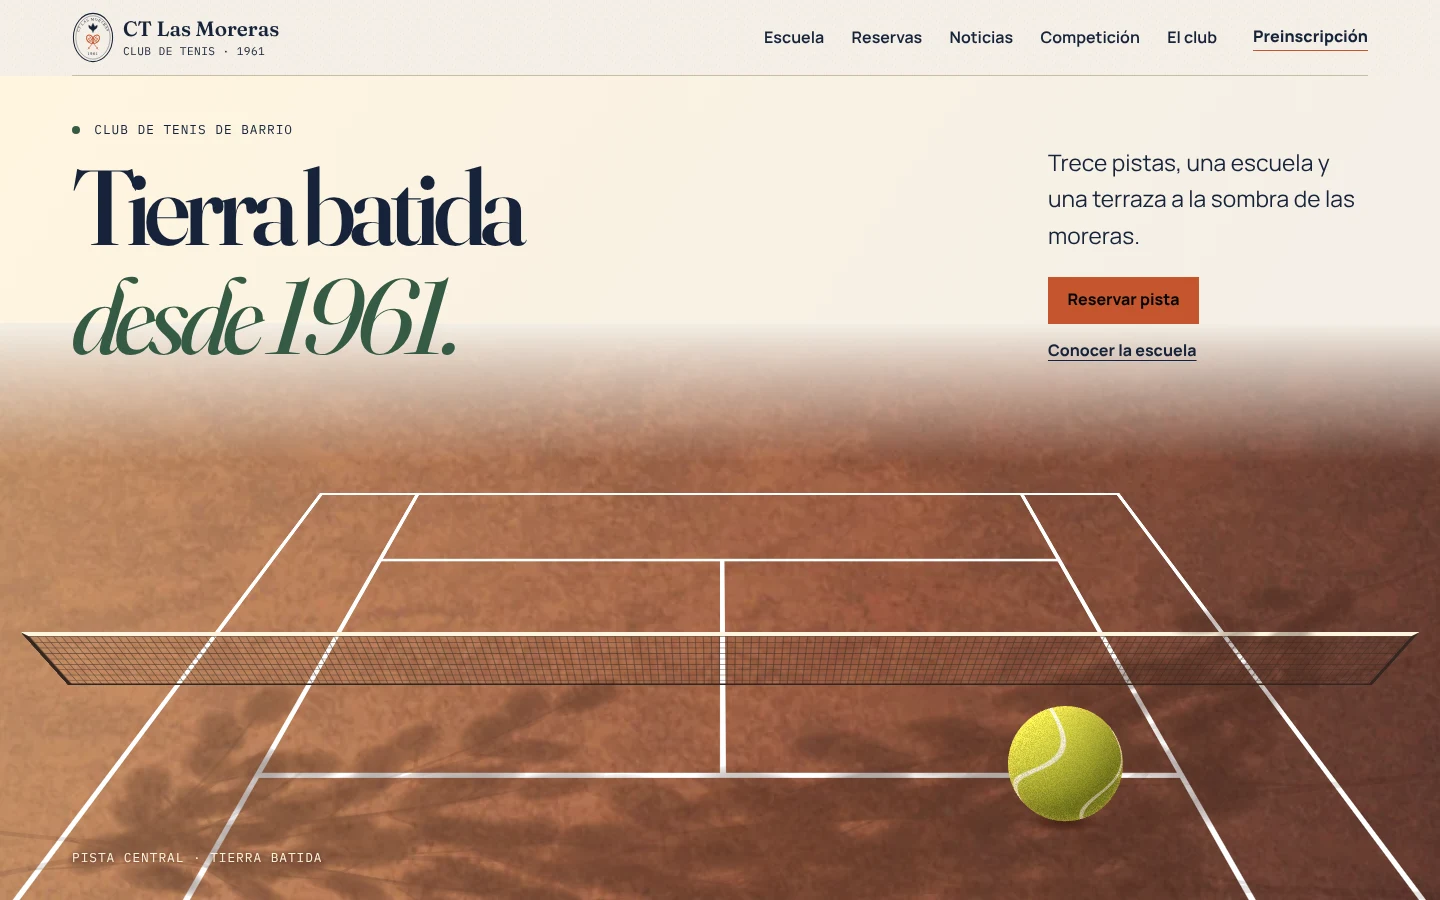 CT Las Moreras
CLUB DE TENIS · 1961
Escuela
Reservas
Noticias
Competición
El club
Preinscripción
CLUB DE TENIS DE BARRIO
Tierra batida
desde 1961.
Trece pistas, una escuela y
una terraza a la sombra de las
moreras.
Reservar pista
Conocer la escuela
PISTA CENTRAL · TIERRA BATIDA